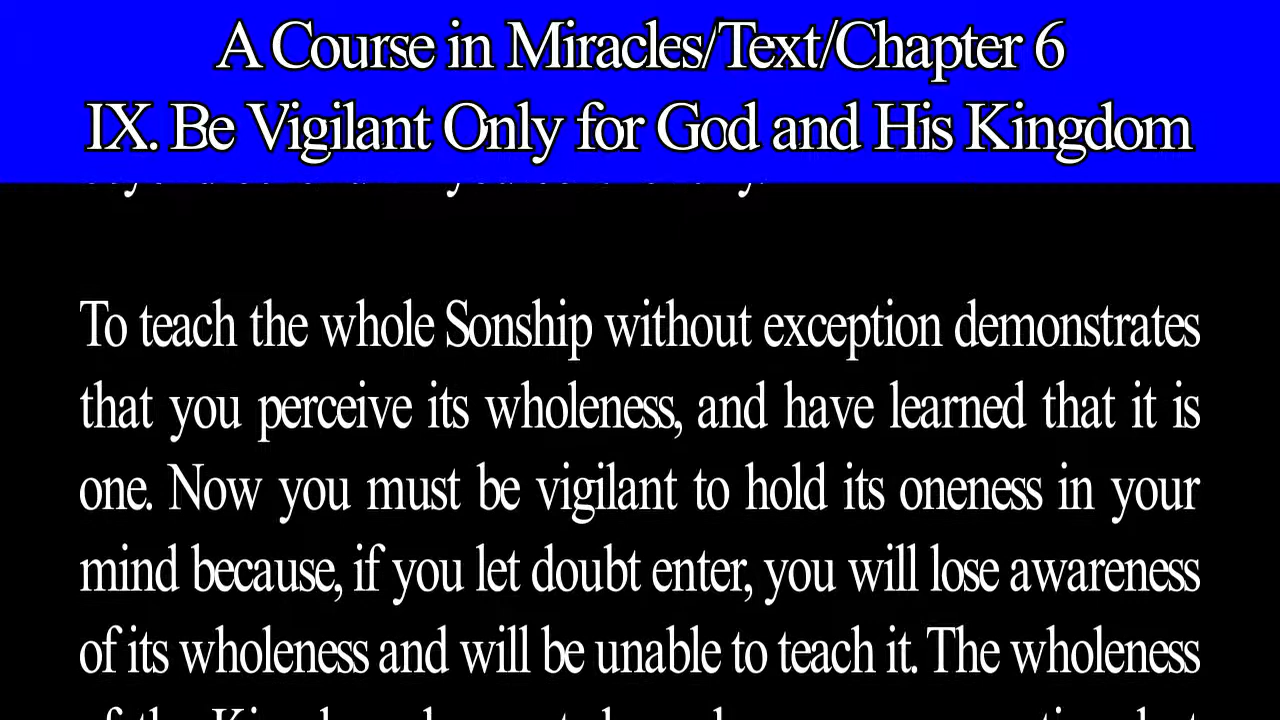 A Course in Miracles/Text/Chapter 6
IX. Be Vigilant Only for God and His Kingdom
To teach the whole Sonship without exception demonstrates
that you perceive its wholeness, and have learned that it is
one. Now you must be vigilant to hold its oneness in your
mind because, if you let doubt enter, you will lose awareness
of its wholeness and will be unable to teach it. The wholeness